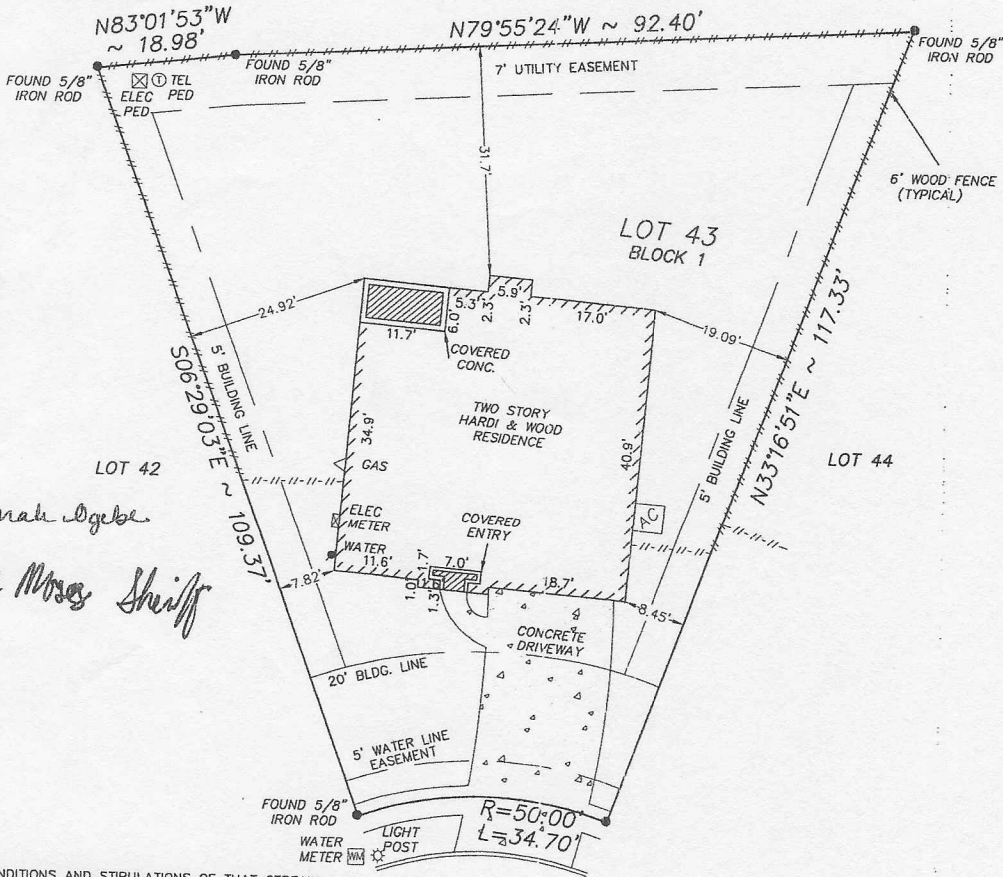 N83°01'53"W
~ 18.98'
N79°55'24"W ~ 92.40'
FOUND 5/8"
IRON ROD
ELEC
PED
T TEL
PED
FOUND 5/8"
IRON ROD
7' UTILITY EASEMENT
FOUND 5/8"
IRON ROD
6' WOOD FENCE
(TYPICAL)
31.7'
LOT 43
BLOCK 1
24.92'
5.3'
2.3'
5.9'
2.3'
17.0'
6.0'
11.7'
19.09'
COVERED
CONC.
5' BUILDING LINE
S06°29'03"E ~ 109.37'
TWO STORY
HARDI & WOOD
RESIDENCE
34.9'
40.9'
5' BUILDING LINE
N33°16'51"E ~ 117.33'
LOT 42
LOT 44
GAS
ELEC
METER
WATER
COVERED
ENTRY
AC
7.82'
11.6'
1.7'
7.0'
1.0'
1.3'
18.7'
8.45'
Moses Sheriff
CONCRETE
DRIVEWAY
20' BLDG. LINE
5' WATER LINE
EASEMENT
FOUND 5/8"
IRON ROD
R=50.00'
L=34.70'
WATER
METER WM
LIGHT
POST
CONDITIONS AND STIPULATIONS OF THAT